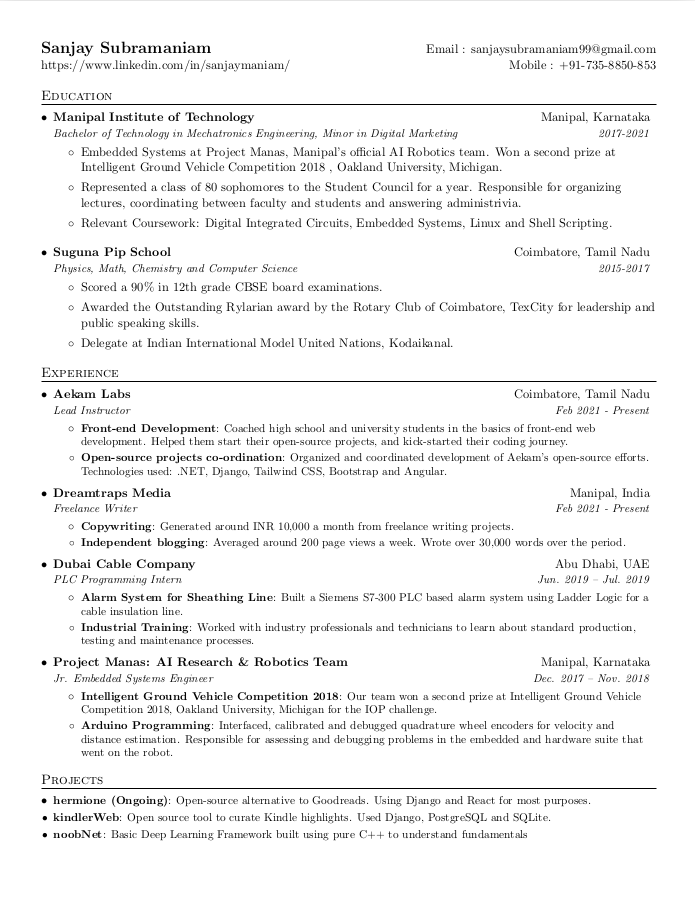 Sanjay Subramaniam
Email : sanjaysubramaniam99@gmail.com
https://www.linkedin.com/in/sanjaymaniam/
Mobile : +91-735-8850-853
Education
• Manipal Institute of Technology
Manipal, Karnataka
Bachelor of Technology in Mechatronics Engineering, Minor in Digital Marketing
2017-2021
◦ Embedded Systems at Project Manas, Manipal's official AI Robotics team. Won a second prize at
Intelligent Ground Vehicle Competition 2018 , Oakland University, Michigan.
◦ Represented a class of 80 sophomores to the Student Council for a year. Responsible for organizing
lectures, coordinating between faculty and students and answering administrivia.
◦ Relevant Coursework: Digital Integrated Circuits, Embedded Systems, Linux and Shell Scripting.
• Suguna Pip School
Coimbatore, Tamil Nadu
Physics, Math, Chemistry and Computer Science
2015-2017
◦ Scored a 90% in 12th grade CBSE board examinations.
◦ Awarded the Outstanding Rylarian award by the Rotary Club of Coimbatore, TexCity for leadership and
public speaking skills.
◦ Delegate at Indian International Model United Nations, Kodaikanal.
Experience
• Aekam Labs
Coimbatore, Tamil Nadu
Lead Instructor
Feb 2021 - Present
◦ Front-end Development: Coached high school and university students in the basics of front-end web
development. Helped them start their open-source projects, and kick-started their coding journey.
◦ Open-source projects co-ordination: Organized and coordinated development of Aekam's open-source efforts.
Technologies used: .NET, Django, Tailwind CSS, Bootstrap and Angular.
• Dreamtraps Media
Manipal, India
Freelance Writer
Feb 2021 - Present
◦ Copywriting: Generated around INR 10,000 a month from freelance writing projects.
◦ Independent blogging: Averaged around 200 page views a week. Wrote over 30,000 words over the period.
• Dubai Cable Company
Abu Dhabi, UAE
PLC Programming Intern
Jun. 2019 – Jul. 2019
◦ Alarm System for Sheathing Line: Built a Siemens S7-300 PLC based alarm system using Ladder Logic for a
cable insulation line.
◦ Industrial Training: Worked with industry professionals and technicians to learn about standard production,
testing and maintenance processes.
• Project Manas: AI Research & Robotics Team
Manipal, Karnataka
Jr. Embedded Systems Engineer
Dec. 2017 – Nov. 2018
◦ Intelligent Ground Vehicle Competition 2018: Our team won a second prize at Intelligent Ground Vehicle
Competition 2018, Oakland University, Michigan for the IOP challenge.
◦ Arduino Programming: Interfaced, calibrated and debugged quadrature wheel encoders for velocity and
distance estimation. Responsible for assessing and debugging problems in the embedded and hardware suite that
went on the robot.
Projects
• hermione (Ongoing): Open-source alternative to Goodreads. Using Django and React for most purposes.
• kindlerWeb: Open source tool to curate Kindle highlights. Used Django, PostgreSQL and SQLite.
• noobNet: Basic Deep Learning Framework built using pure C++ to understand fundamentals